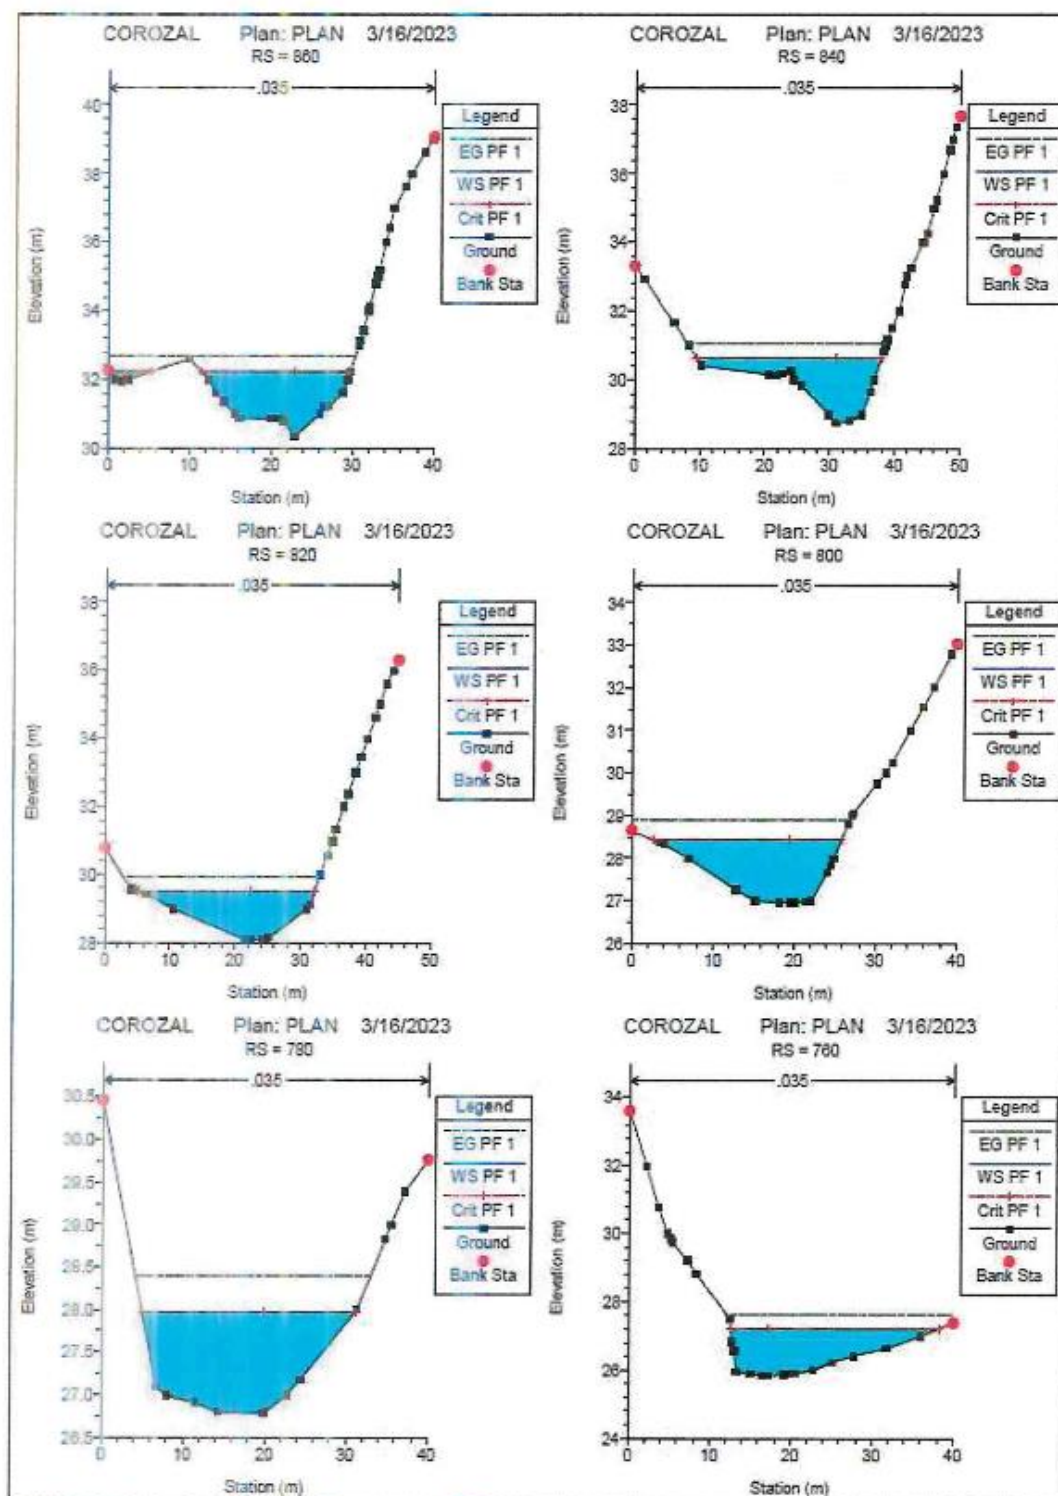 COROZAL Plan: PLAN 3/16/2023
RS = 860
.035
Legend
EG PF 1
WS PF 1
Crit PF 1
Ground
Bank Sta
Elevation (m)
40
38
36
34
32
30
0 10 20 30 40
Station (m)
COROZAL Plan: PLAN 3/16/2023
RS = 840
.035
Legend
EG PF 1
WS PF 1
Crit PF 1
Ground
Bank Sta
Elevation (m)
38
36
34
32
30
28
0 10 20 30 40 50
Station (m)
COROZAL Plan: PLAN 3/16/2023
RS = 820
.035
Legend
EG PF 1
WS PF 1
Crit PF 1
Ground
Bank Sta
Elevation (m)
38
36
34
32
30
28
0 10 20 30 40 50
Station (m)
COROZAL Plan: PLAN 3/16/2023
RS = 800
.035
Legend
EG PF 1
WS PF 1
Crit PF 1
Ground
Bank Sta
Elevation (m)
34
33
32
31
30
29
28
27
26
0 10 20 30 40
Station (m)
COROZAL Plan: PLAN 3/16/2023
RS = 780
.035
Legend
EG PF 1
WS PF 1
Crit PF 1
Ground
Bank Sta
Elevation (m)
30.5
30.0
29.5
29.0
28.5
28.0
27.5
27.0
26.5
0 10 20 30 40
Station (m)
COROZAL Plan: PLAN 3/16/2023
RS = 760
.035
Legend
EG PF 1
WS PF 1
Crit PF 1
Ground
Bank Sta
Elevation (m)
34
32
30
28
26
24
0 10 20 30 40
Station (m)